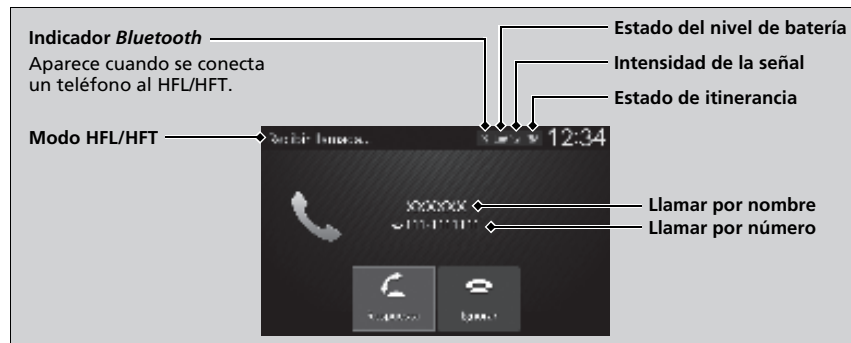 Indicador Bluetooth
Aparece cuando se conecta
un teléfono al HFL/HFT.
Modo HFL/HFT
Estado del nivel de batería
Intensidad de la señal
Estado de itinerancia
12:34
Llamar por nombre
Llamar por número
Ignorar